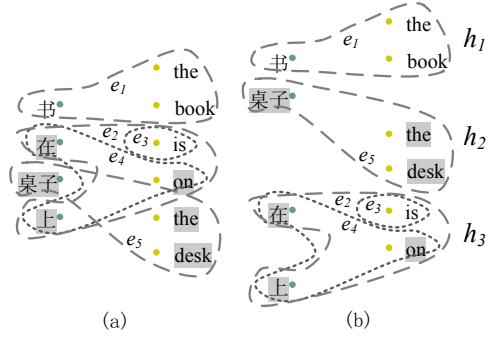 书 e₁ the
book
在 e₂ e₃ is
桌子 e₄ on
上 the
e₅ desk
(a)
书 e₁ the h₁
book
桌子 the h₂
e₅ desk
在 e₂ e₃ is
e₄ on h₃
上
(b)